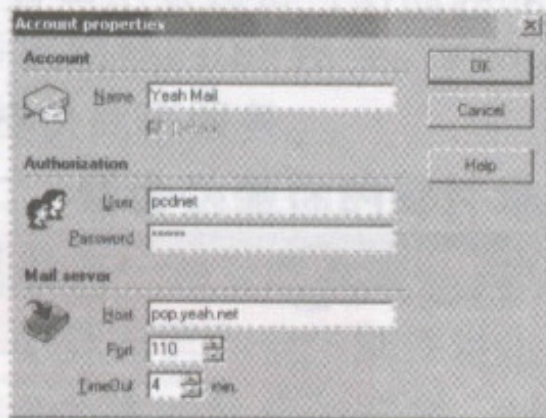 Account properties
Account
OK
Name Yeah Mail
Cancel
Authorization
Help
User pcdnet
Password *****
Mail server
Host pop.yeah.net
Port 110
TimeOut 4 min.